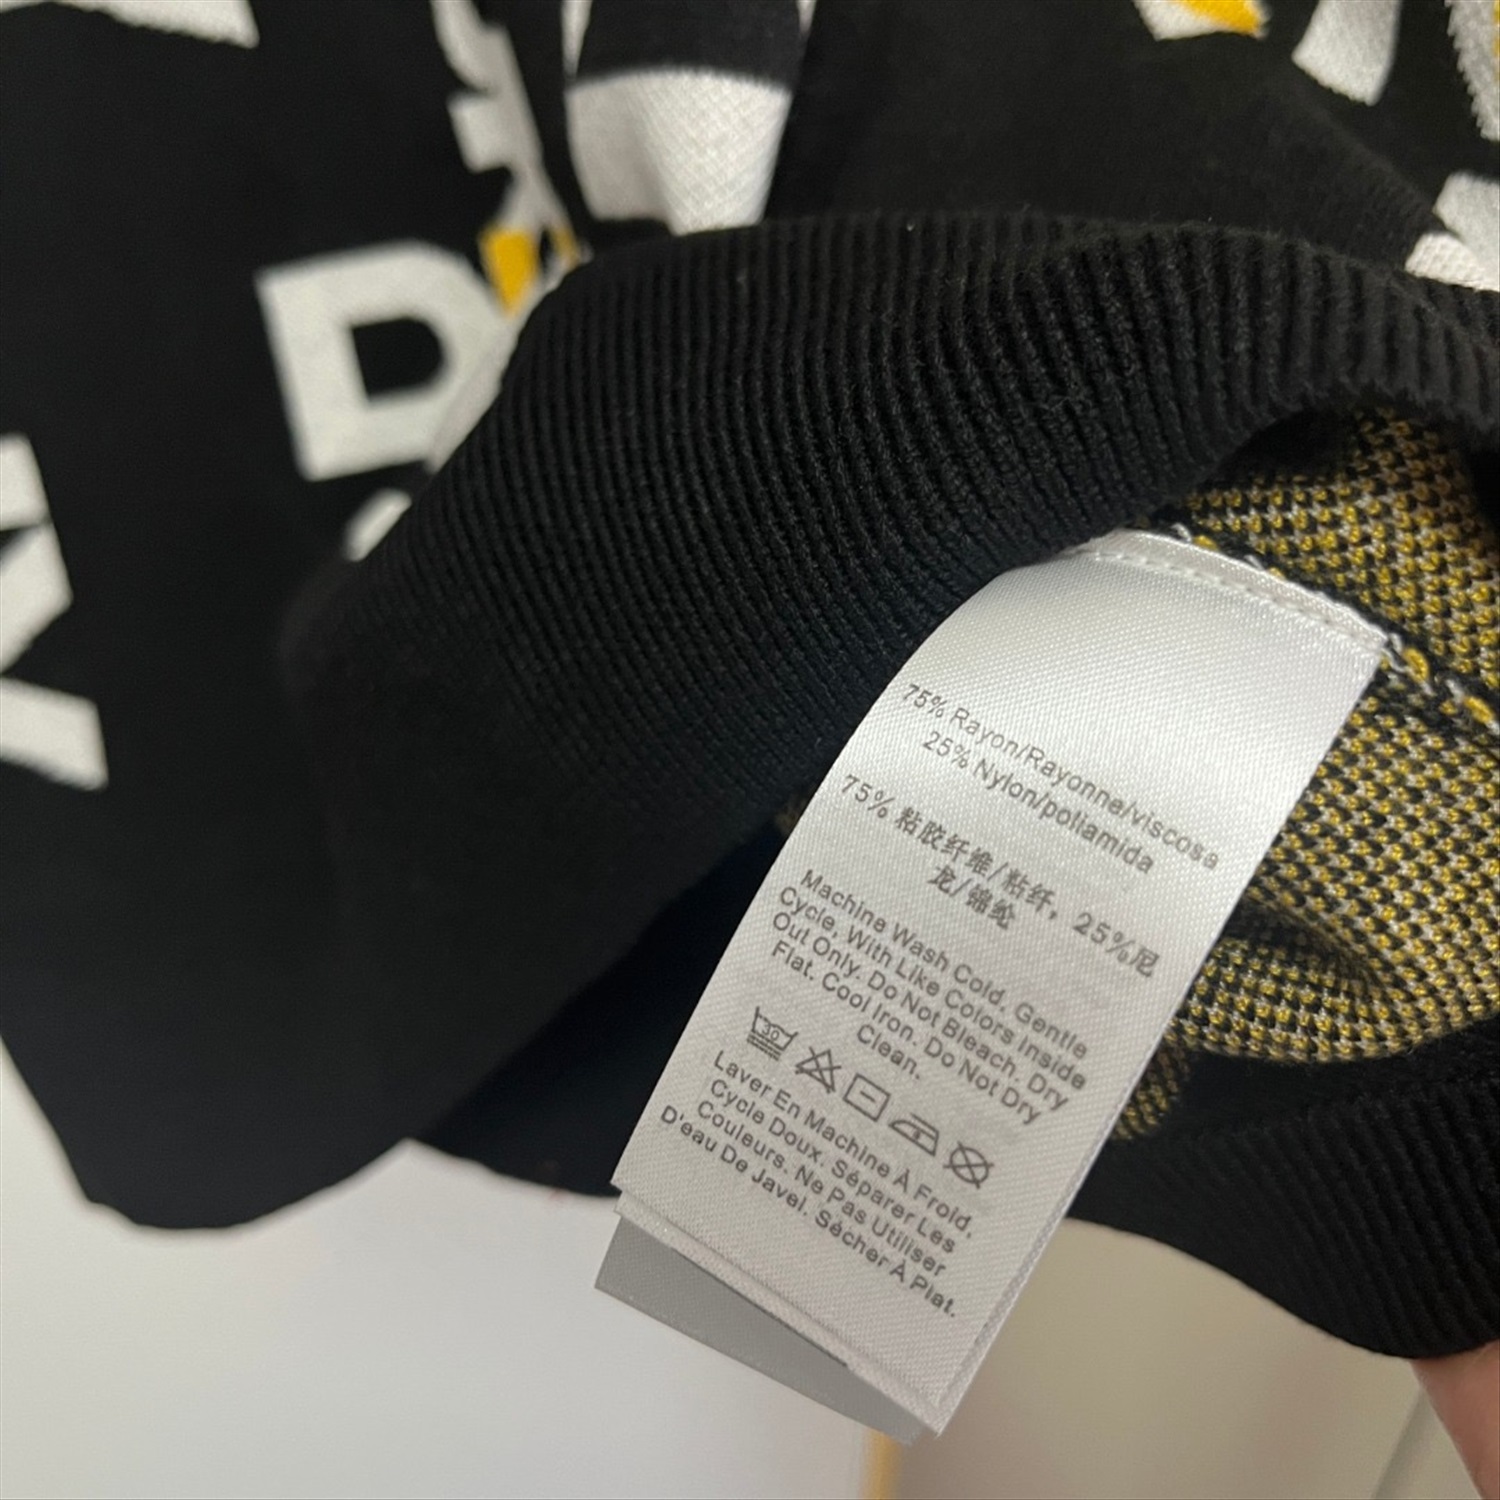 D
75% Rayon/Rayonne/viscosa
25% Nylon/poliamida
75% 粘胶纤维/粘纤，25%尼
龙/锦纶
Machine Wash Cold. Gentle
Cycle, With Like Colors Inside
Out Only. Do Not Bleach. Dry
Flat. Cool Iron. Do Not Dry
Clean.
30
Laver En Machine À Froid,
Cycle Doux. Séparer Les
Couleurs. Ne Pas Utiliser
D'eau De Javel. Sécher À Plat.